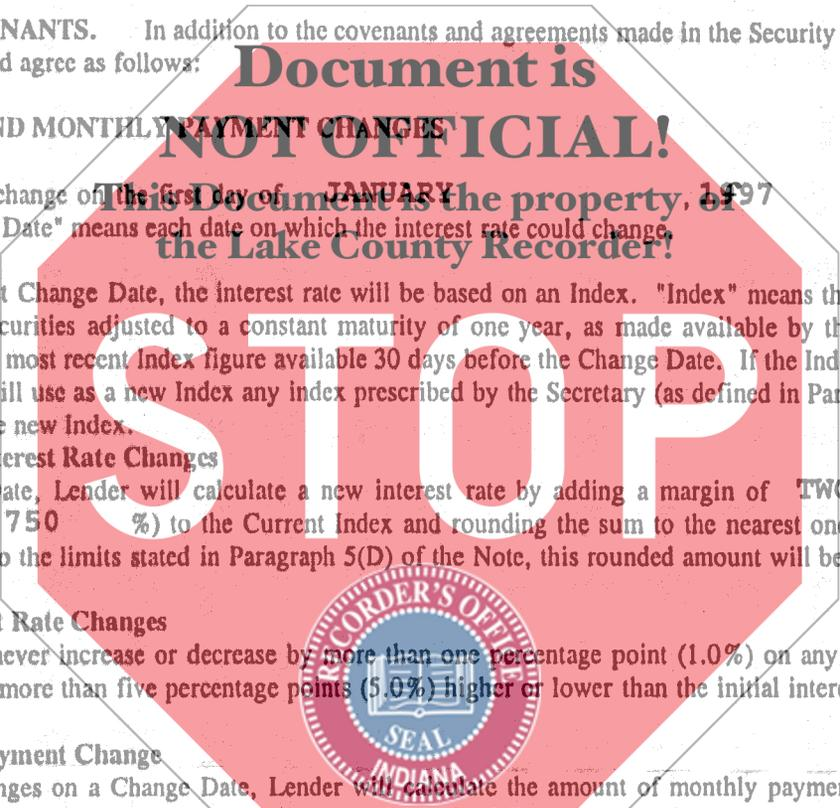 NANTS. In addition to the covenants and agreements made in the Security
d agree as follows:
Document is
ND MONTHLY PAYMENT CHANGES
NOT OFFICIAL!
change on the first day of JANUARY , 1997
This Document is the property of
Date" means each date on which the interest rate could change.
the Lake County Recorder!
t Change Date, the interest rate will be based on an Index. "Index" means th
curities adjusted to a constant maturity of one year, as made available by th
most recent Index figure available 30 days before the Change Date. If the Ind
ill use as a new Index any index prescribed by the Secretary (as defined in Par
e new Index.
STOP
erest Rate Changes
ate, Lender will calculate a new interest rate by adding a margin of TWO
750 %) to the Current Index and rounding the sum to the nearest one
o the limits stated in Paragraph 5(D) of the Note, this rounded amount will be
t Rate Changes
never increase or decrease by more than one percentage point (1.0%) on any
more than five percentage points (5.0%) higher or lower than the initial intere
RECORDER'S OFFICE
SEAL
INDIANA
yment Change
nges on a Change Date, Lender will calculate the amount of monthly payme